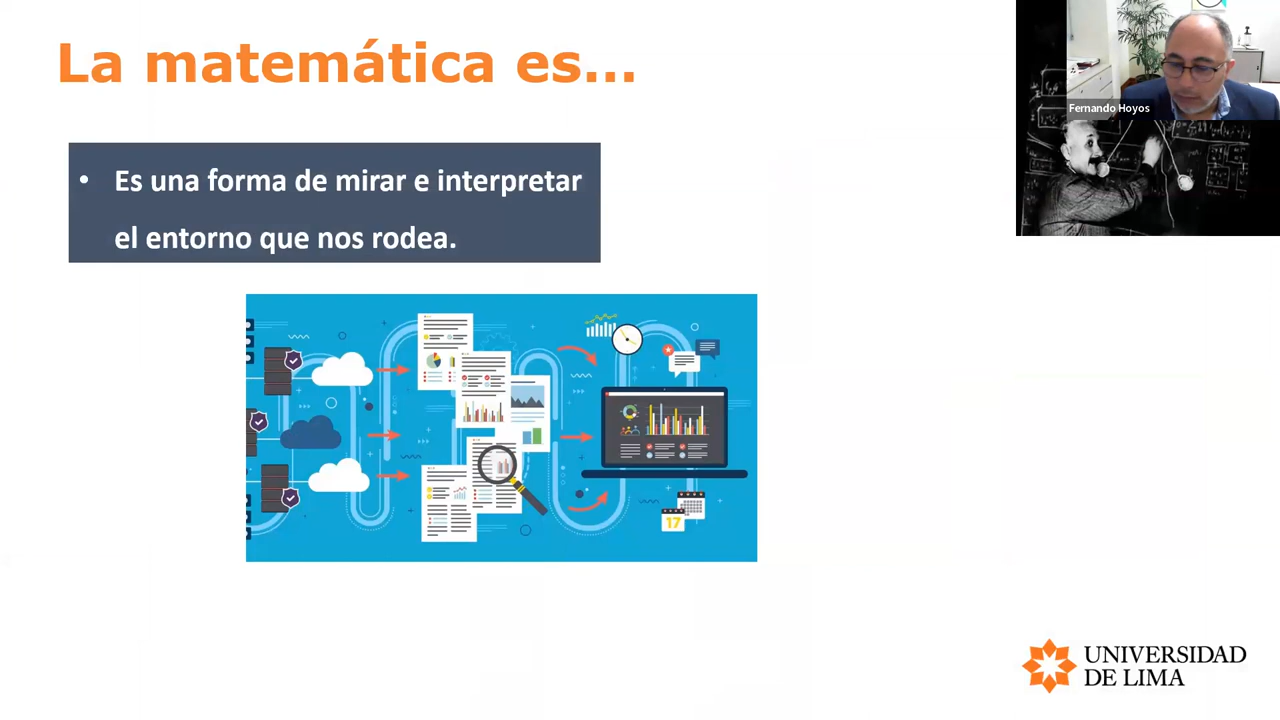 La matemática es...
Fernando Hoyos
• Es una forma de mirar e interpretar
el entorno que nos rodea.
17
UNIVERSIDAD
DE LIMA